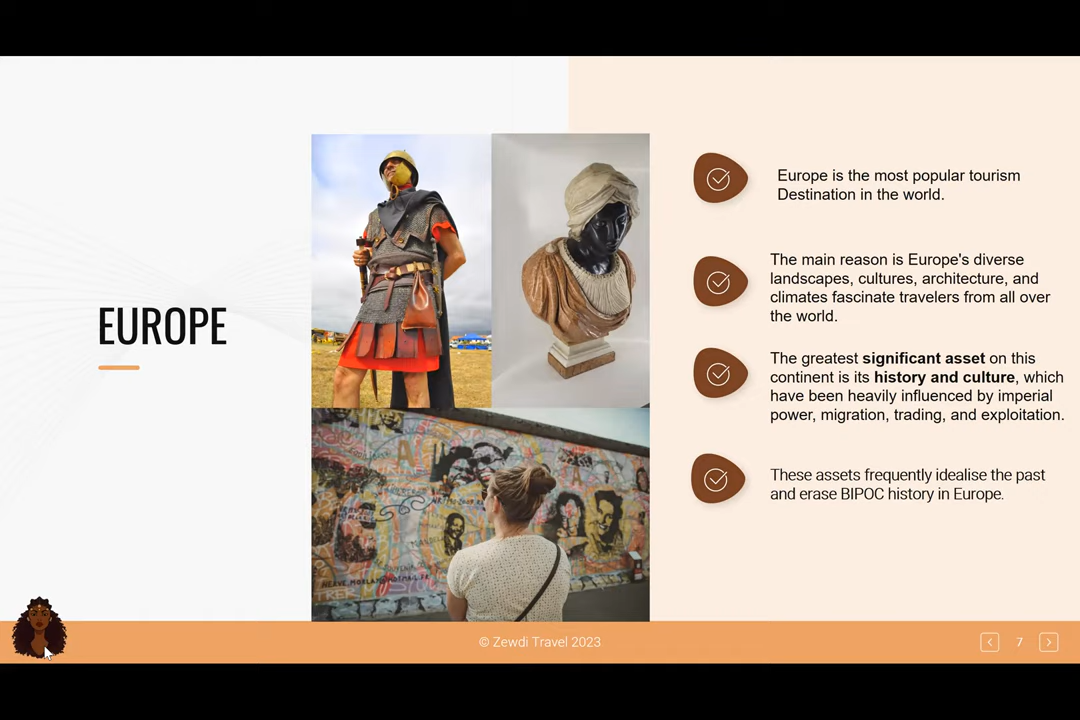 EUROPE
Europe is the most popular tourism
Destination in the world.
The main reason is Europe's diverse
landscapes, cultures, architecture, and
climates fascinate travelers from all over
the world.
The greatest significant asset on this
continent is its history and culture, which
have been heavily influenced by imperial
power, migration, trading, and exploitation.
These assets frequently idealise the past
and erase BIPOC history in Europe.
© Zewdi Travel 2023
7